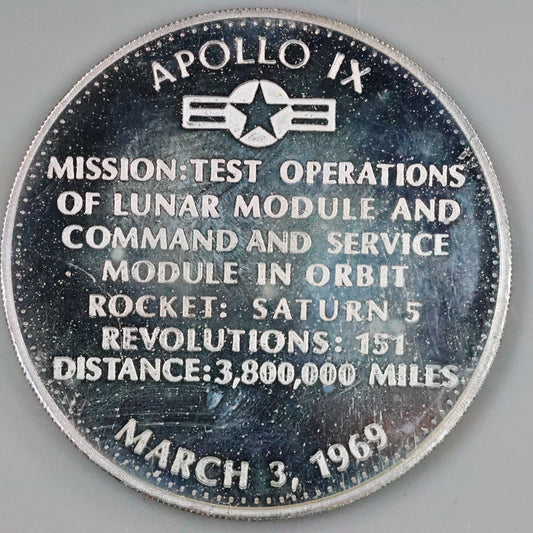 APOLLO IX
MISSION: TEST OPERATIONS
OF LUNAR MODULE AND
COMMAND AND SERVICE
MODULE IN ORBIT
ROCKET: SATURN 5
REVOLUTIONS: 151
DISTANCE: 3,800,000 MILES
MARCH 3, 1969